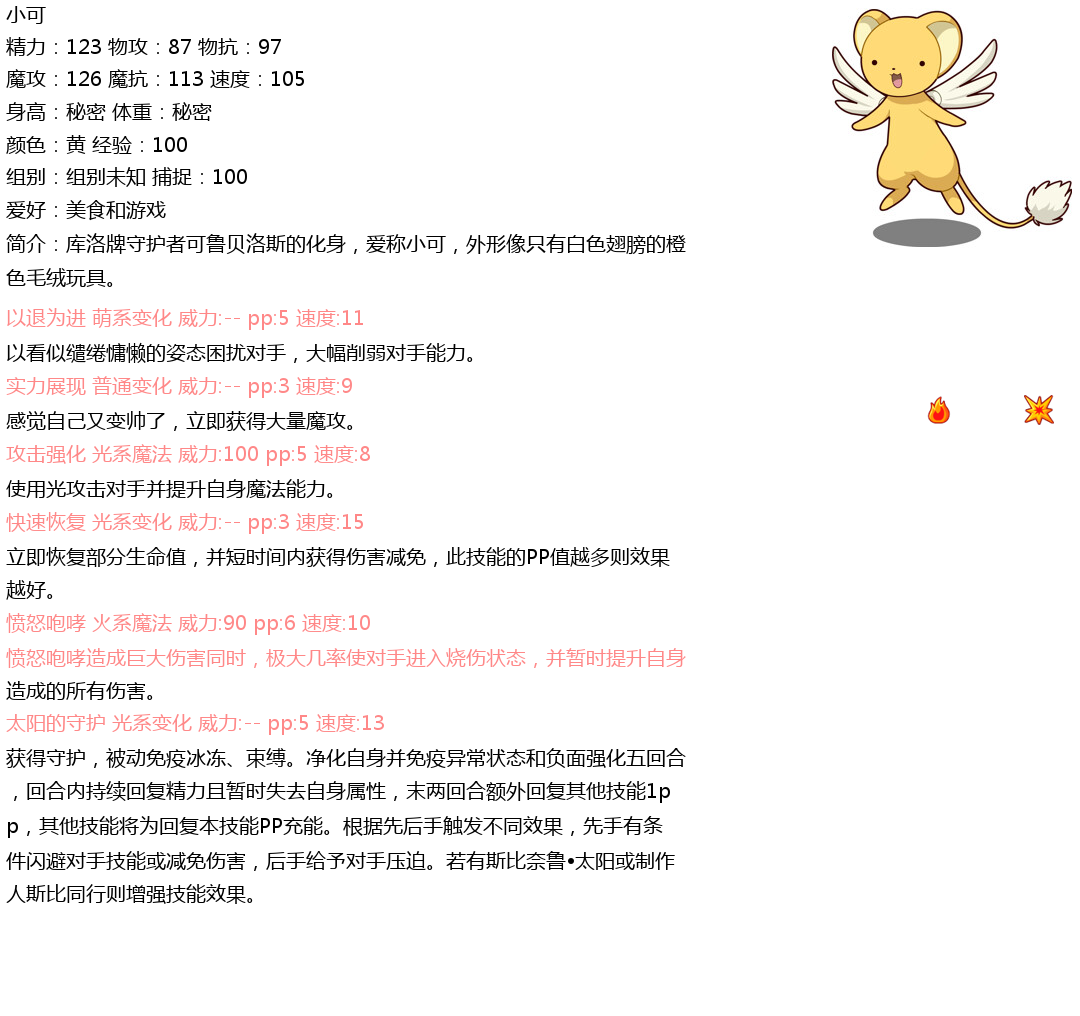 小可
精力：123 物攻：87 物抗：97
魔攻：126 魔抗：113 速度：105
身高：秘密 体重：秘密
颜色：黄 经验：100
组别：组别未知 捕捉：100
爱好：美食和游戏
简介：库洛牌守护者可鲁贝洛斯的化身，爱称小可，外形像只有白色翅膀的橙
色毛绒玩具。
以退为进 萌系变化 威力:-- pp:5 速度:11
以看似缱绻慵懒的姿态困扰对手，大幅削弱对手能力。
实力展现 普通变化 威力:-- pp:3 速度:9
感觉自己又变帅了，立即获得大量魔攻。
攻击强化 光系魔法 威力:100 pp:5 速度:8
使用光攻击对手并提升自身魔法能力。
快速恢复 光系变化 威力:-- pp:3 速度:15
立即恢复部分生命值，并短时间内获得伤害减免，此技能的PP值越多则效果
越好。
愤怒咆哮 火系魔法 威力:90 pp:6 速度:10
愤怒咆哮造成巨大伤害同时，极大几率使对手进入烧伤状态，并暂时提升自身
造成的所有伤害。
太阳的守护 光系变化 威力:-- pp:5 速度:13
获得守护，被动免疫冰冻、束缚。净化自身并免疫异常状态和负面强化五回合
，回合内持续回复精力且暂时失去自身属性，末两回合额外回复其他技能1p
p，其他技能将为回复本技能PP充能。根据先后手触发不同效果，先手有条
件闪避对手技能或减免伤害，后手给予对手压迫。若有斯比奈鲁•太阳或制作
人斯比同行则增强技能效果。